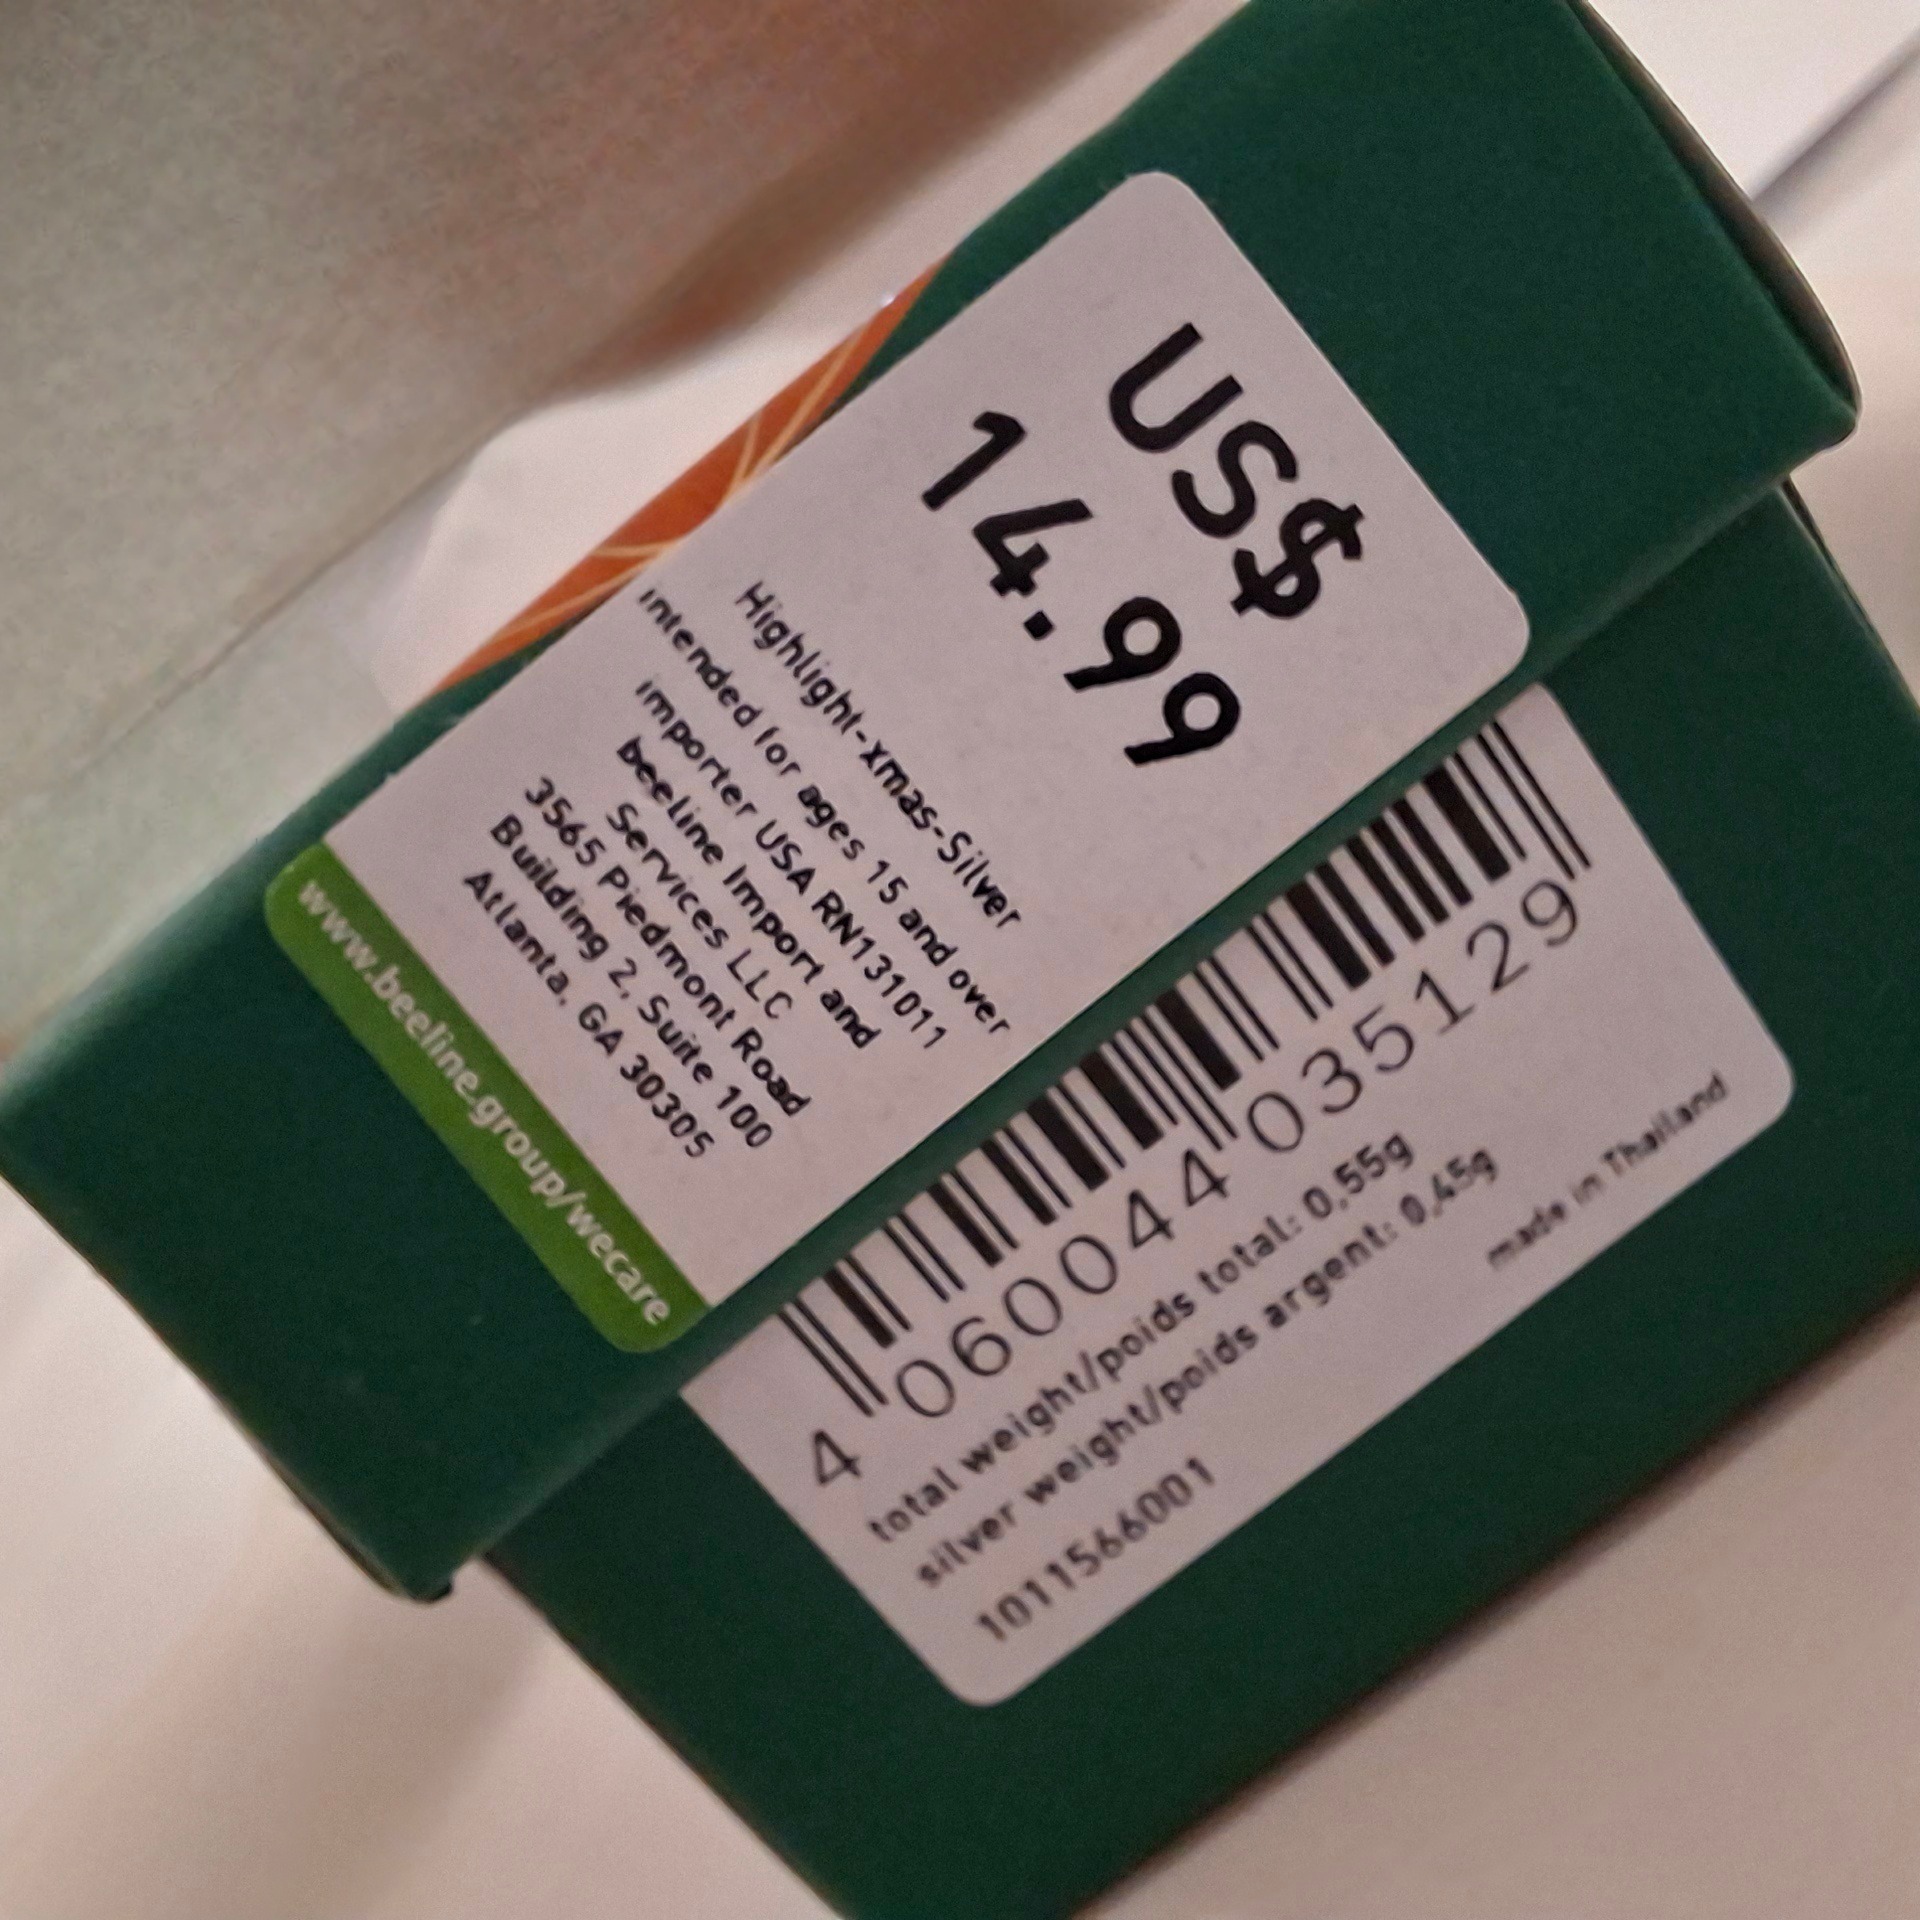 US$
14.99
Highlight-xmas-Silver
intended for ages 15 and over
importer USA RN131011
beeline Import and
Services LLC
3565 Piedmont Road
Building 2, Suite 100
Atlanta, GA 30305
www.beeline.group/wecare
4 060044 035129
total weight/poids total: 0,55g
silver weight/poids argent: 0,45g
made in Thailand
1011566001